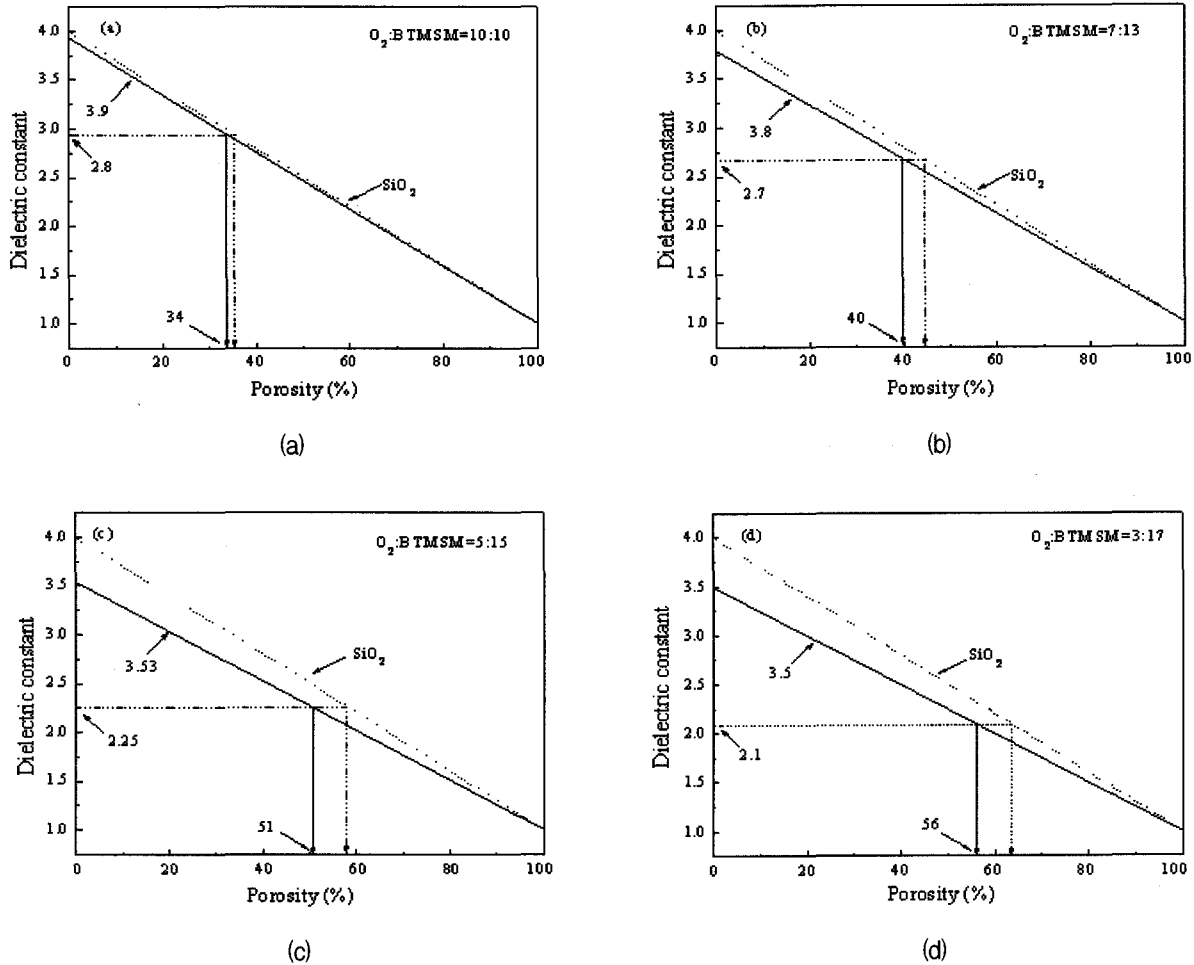 (a)
O2:BTMSM=10:10
Dielectric constant
4.0
3.5
3.0
2.5
2.0
1.5
1.0
3.9
2.8
SiO2
34
0 20 40 60 80 100
Porosity (%)
(a)
(b)
O2:BTMSM=7:13
Dielectric constant
4.0
3.5
3.0
2.5
2.0
1.5
1.0
3.8
2.7
SiO2
40
0 20 40 60 80 100
Porosity (%)
(b)
(c)
O2:BTMSM=5:15
Dielectric constant
4.0
3.5
3.0
2.5
2.0
1.5
1.0
3.53
2.25
SiO2
51
0 20 40 60 80 100
Porosity (%)
(c)
(d)
O2:BTMSM=3:17
Dielectric constant
4.0
3.5
3.0
2.5
2.0
1.5
1.0
3.5
2.1
SiO2
56
0 20 40 60 80 100
Porosity (%)
(d)